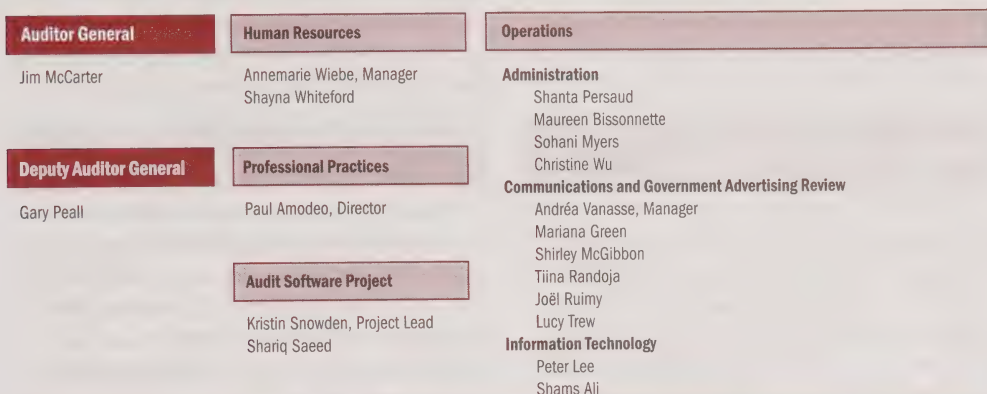 Auditor General
Jim McCarter
Deputy Auditor General
Gary Peall
Human Resources
Annemarie Wiebe, Manager
Shayna Whiteford
Professional Practices
Paul Amodeo, Director
Audit Software Project
Kristin Snowden, Project Lead
Shariq Saeed
Operations
Administration
Shanta Persaud
Maureen Bissonnette
Sohani Myers
Christine Wu
Communications and Government Advertising Review
Andréa Vanasse, Manager
Mariana Green
Shirley McGibbon
Tiina Randoja
Joël Ruimy
Lucy Trew
Information Technology
Peter Lee
Shams Ali